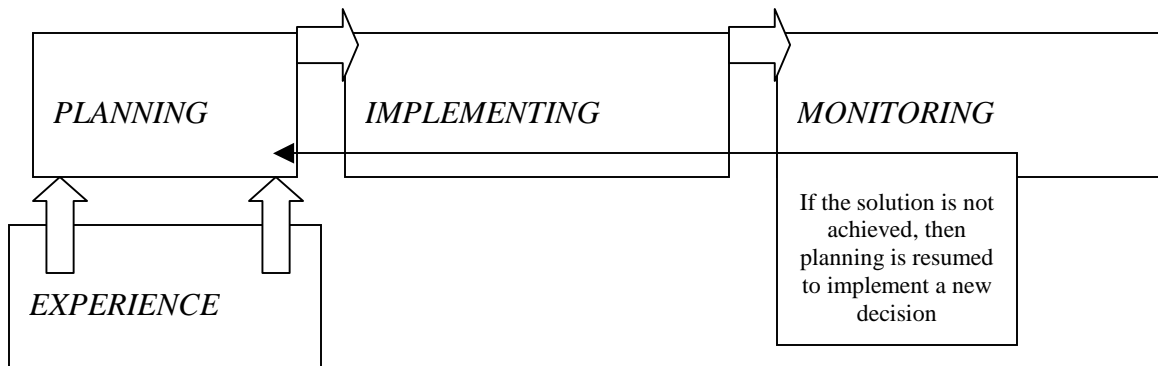 PLANNING
IMPLEMENTING
MONITORING
If the solution is not
achieved, then
planning is resumed
to implement a new
decision
EXPERIENCE